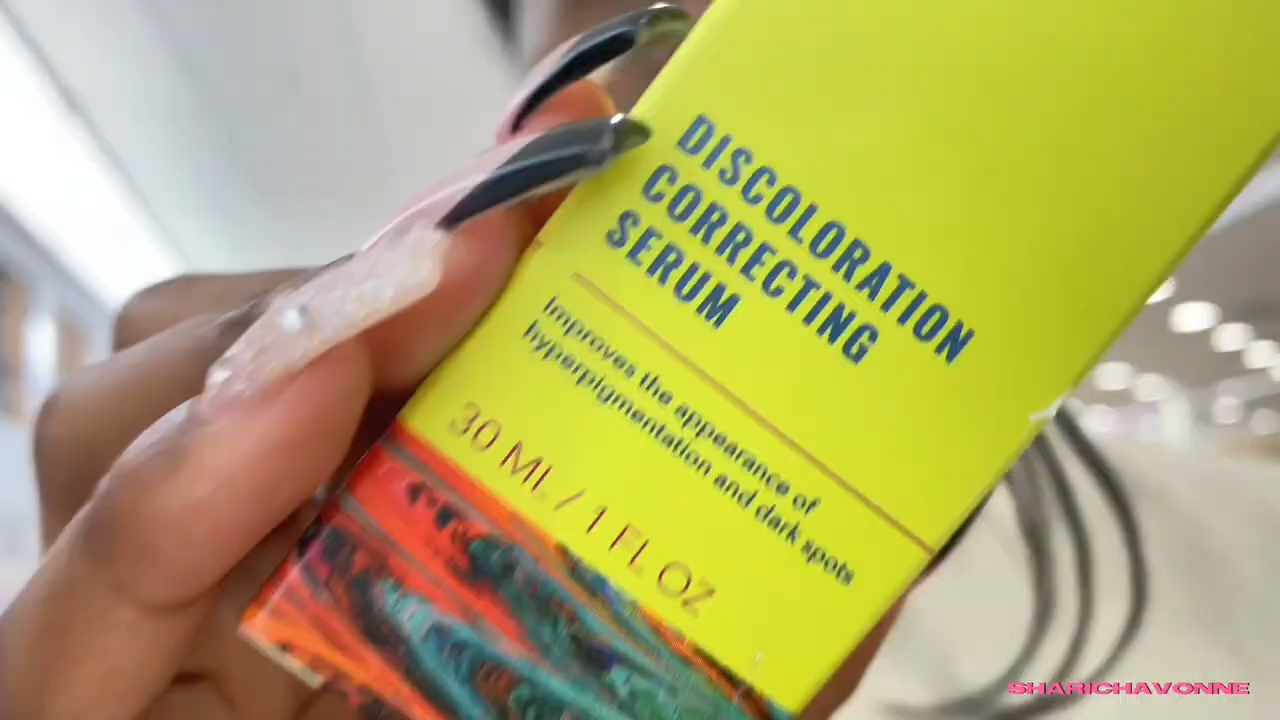 DISCOLORATION
CORRECTING
SERUM
Improves the appearance of
hyperpigmentation and dark spots
30 ML / 1 FL OZ
SHARICHAVONNE